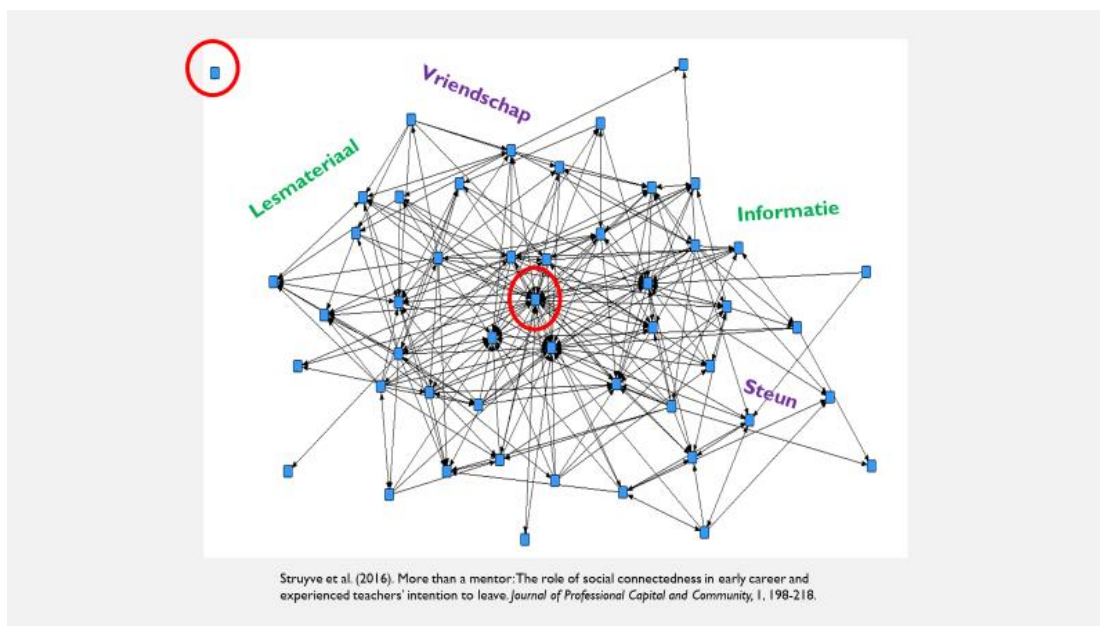 Vriendschap
Lesmateriaal
Informatie
Steun
Struyve et al. (2016). More than a mentor: The role of social connectedness in early career and
experienced teachers' intention to leave. Journal of Professional Capital and Community, 1, 198-218.